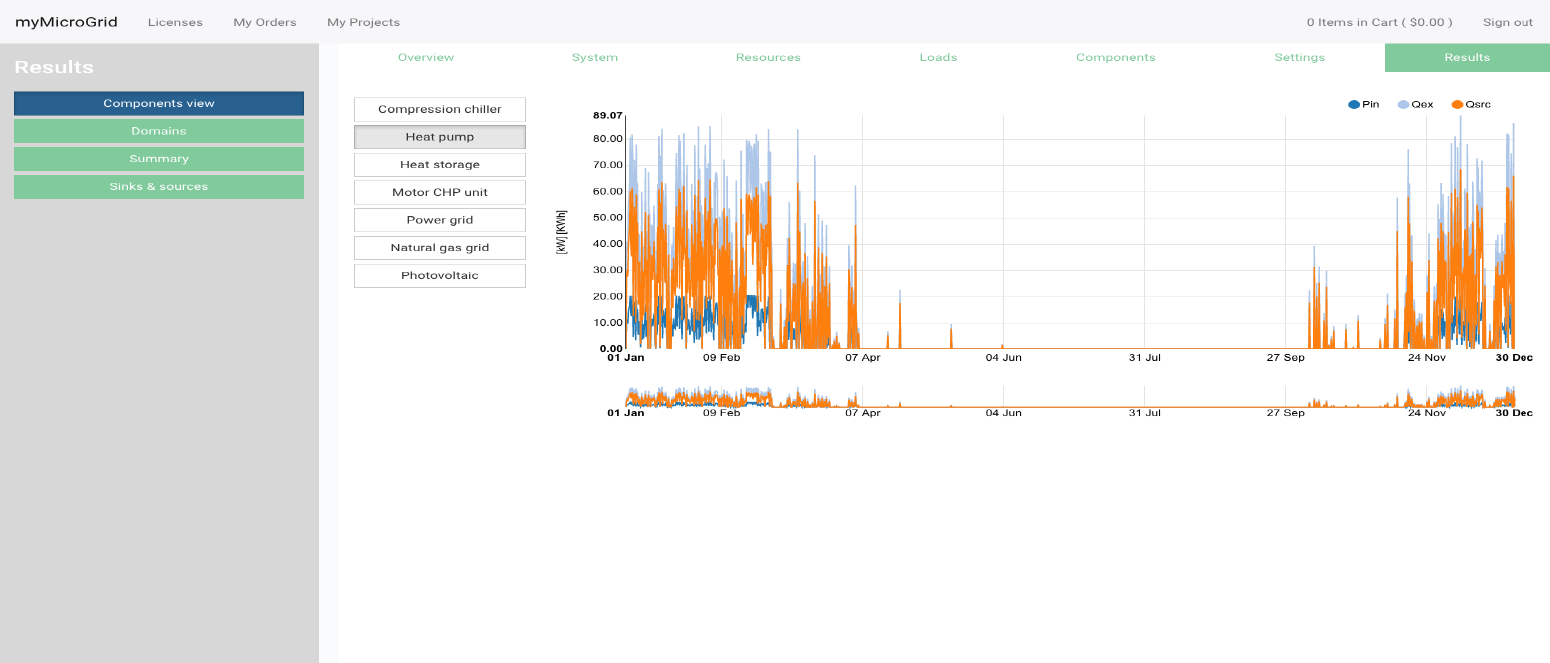 myMicroGrid Licenses My Orders My Projects 0 Items in Cart ( $0.00 ) Sign out
Results
Components view
Domains
Summary
Sinks & sources
Overview System Resources Loads Components Settings Results
Compression chiller
Heat pump
Heat storage
Motor CHP unit
Power grid
Natural gas grid
Photovoltaic
Pin Qex Qsrc
[kW] [KWh]
89.07
80.00
70.00
60.00
50.00
40.00
30.00
20.00
10.00
0.00
01 Jan 09 Feb 07 Apr 04 Jun 31 Jul 27 Sep 24 Nov 30 Dec
01 Jan 09 Feb 07 Apr 04 Jun 31 Jul 27 Sep 24 Nov 30 Dec